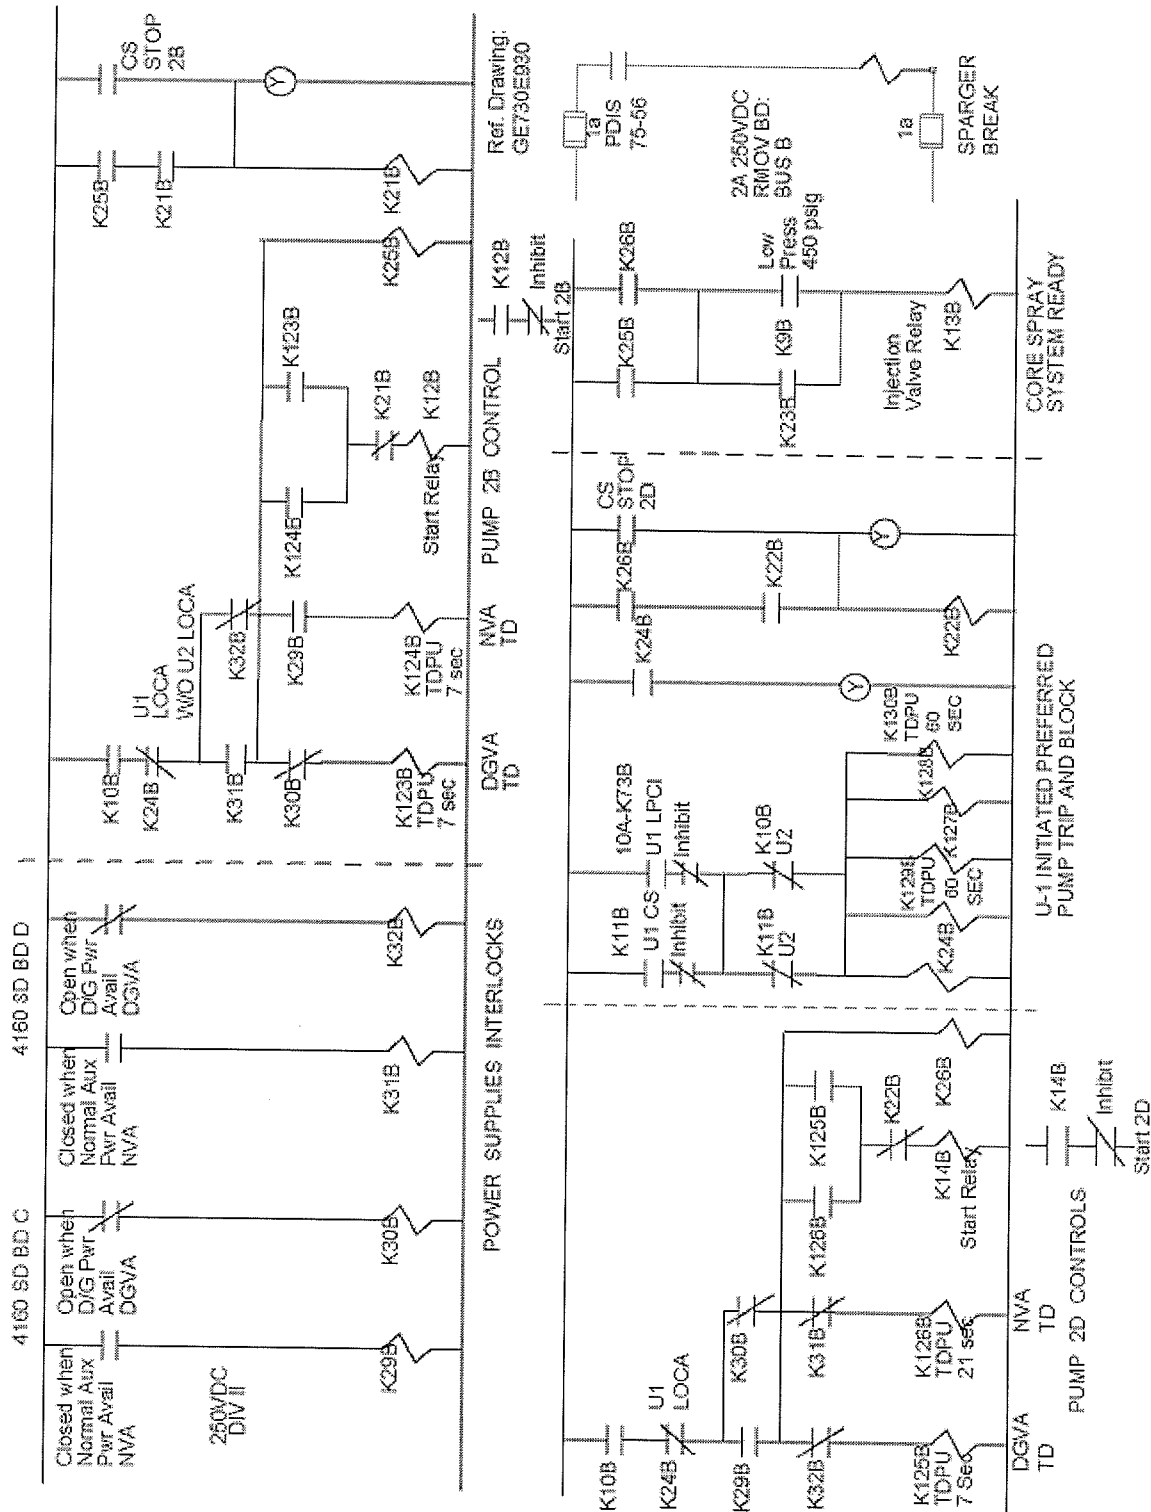 4160 SD BD C
4160 SD BD D
Closed when
Normal Aux
Pwr Avail
NVA
Open when
D/G Pwr
Avail
DGVA
Closed when
Normal Aux
Pwr Avail
NVA
Open when
D/G Pwr
Avail
DGVA
250VDC
DIV II
K29B
K30B
K31B
K32B
POWER SUPPLIES INTERLOCKS
K10B
K24B
U1
LOCA
W/O U2 LOCA
K31B
K32B
K30B
K29B
K123B
TDPU
7 sec
K124B
TDPU
7 sec
DGVA
TD
NVA
TD
K124B
K123B
K21B
Start Relay
K12B
K25B
PUMP 2B CONTROL
K12B
Inhibit
Start 2B
K25B
K21B
CS
STOP
2B
Y
K21B
Ref. Drawing:
GE730E930
K10B
K24B
U1
LOCA
K29B
K30B
K32B
K31B
K125B
TDPU
7 Sec
K126B
TDPU
21 sec
DGVA
TD
NVA
TD
K126B
K125B
K22B
K14B
Start Relay
K26B
PUMP 2D CONTROLS
K14B
Inhibit
Start 2D
K11B
U1 CS
Inhibit
10A-K73B
U1 LPCI
Inhibit
K11B
U2
K10B
U2
K24B
K129B
TDPU
60
SEC
K127B
K128B
K130B
TDPU
60
SEC
K24B
Y
U-1 INITIATED PREFERRED
PUMP TRIP AND BLOCK
K26B
K22B
CS
STOP
2D
Y
K22B
K25B
K26B
K23B
K9B
Low
Press
450 psig
Injection
Valve Relay
K13B
CORE SPRAY
SYSTEM READY
1a
PDIS
75-56
2A 250VDC
RMOV BD:
BUS B
1a
SPARGER
BREAK